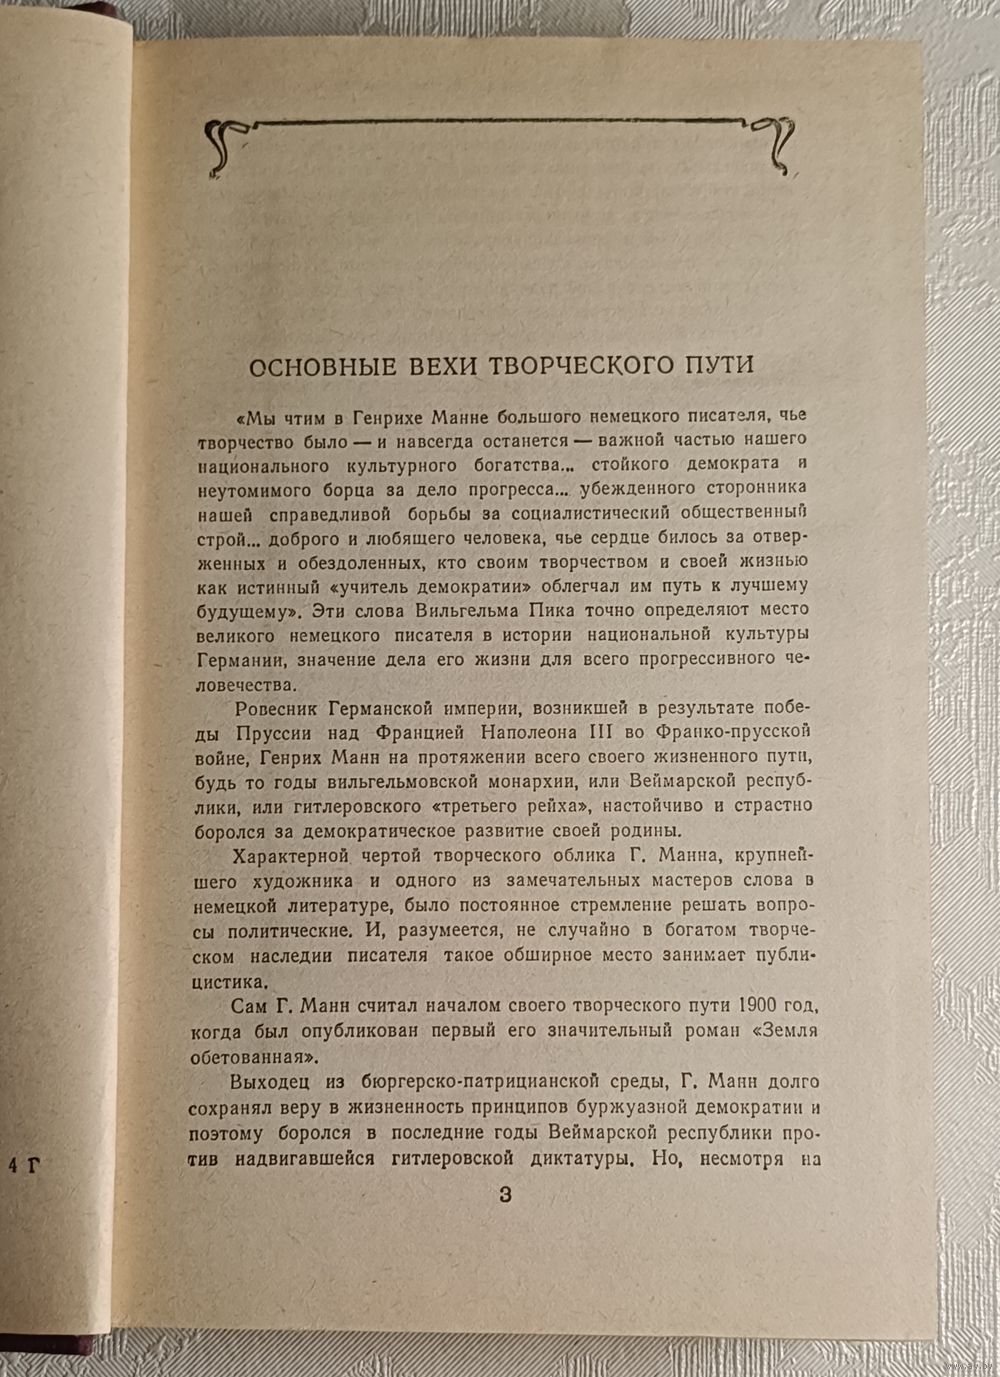 ОСНОВНЫЕ ВЕХИ ТВОРЧЕСКОГО ПУТИ
«Мы чтим в Генрихе Манне большого немецкого писателя, чье
творчество было — и навсегда останется — важной частью нашего
национального культурного богатства... стойкого демократа и
неутомимого борца за дело прогресса... убежденного сторонника
нашей справедливой борьбы за социалистический общественный
строй... доброго и любящего человека, чье сердце билось за отвер-
женных и обездоленных, кто своим творчеством и своей жизнью
как истинный «учитель демократии» облегчал им путь к лучшему
будущему». Эти слова Вильгельма Пика точно определяют место
великого немецкого писателя в истории национальной культуры
Германии, значение дела его жизни для всего прогрессивного че-
ловечества.
Ровесник Германской империи, возникшей в результате побе-
ды Пруссии над Францией Наполеона III во Франко-прусской
войне, Генрих Манн на протяжении всего своего жизненного пути,
будь то годы вильгельмовской монархии, или Веймарской респуб-
лики, или гитлеровского «третьего рейха», настойчиво и страстно
боролся за демократическое развитие своей родины.
Характерной чертой творческого облика Г. Манна, крупней-
шего художника и одного из замечательных мастеров слова в
немецкой литературе, было постоянное стремление решать вопро-
сы политические. И, разумеется, не случайно в богатом творче-
ском наследии писателя такое обширное место занимает публи-
цистика.
Сам Г. Манн считал началом своего творческого пути 1900 год,
когда был опубликован первый его значительный роман «Земля
обетованная».
Выходец из бюргерско-патрицианской среды, Г. Манн долго
сохранял веру в жизненность принципов буржуазной демократии и
поэтому боролся в последние годы Веймарской республики про-
тив надвигавшейся гитлеровской диктатуры. Но, несмотря на
3
4 Г